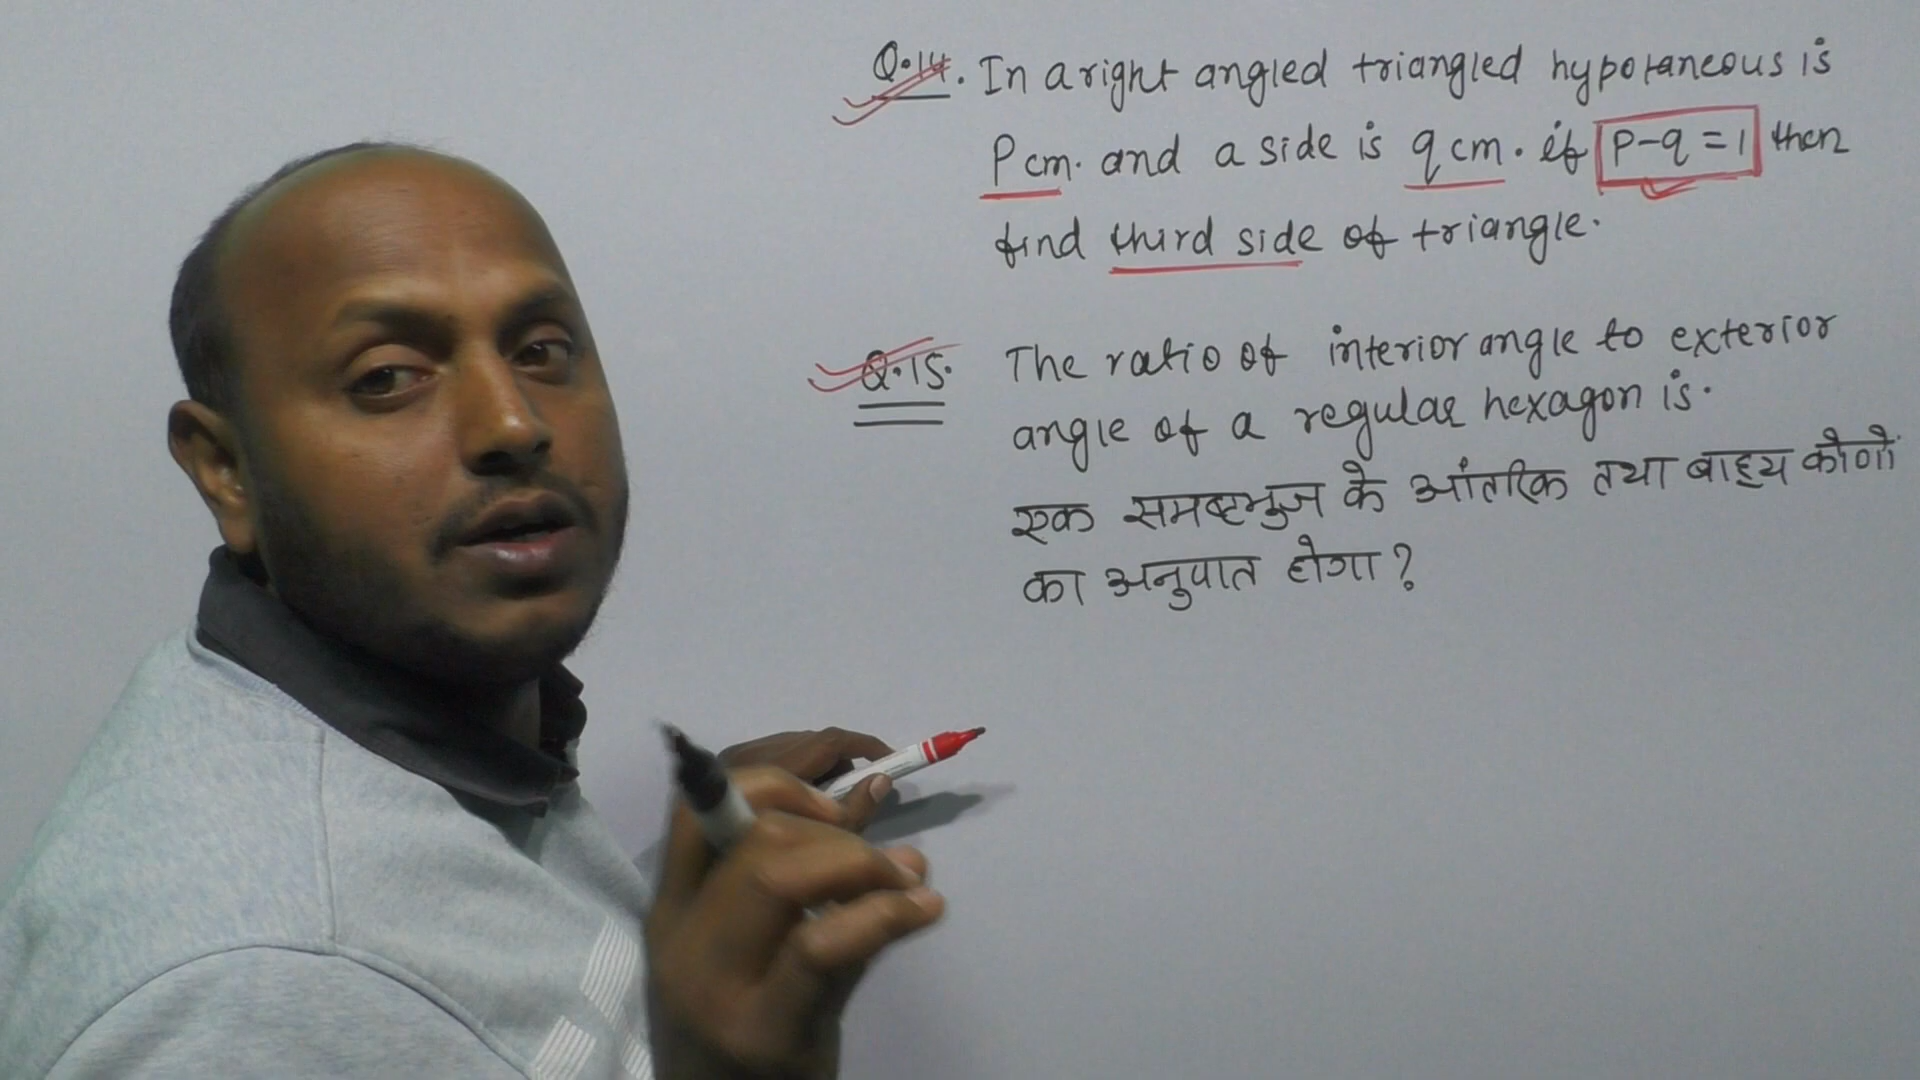 Q.14. In a right angled triangled hypotaneous is
P cm. and a side is q cm. if P-q=1 then
find third side of triangle.
Q.15. The ratio of interior angle to exterior
angle of a regular hexagon is.
एक समषट्भुज के आंतरिक तथा बाह्य कोणों
का अनुपात होगा?